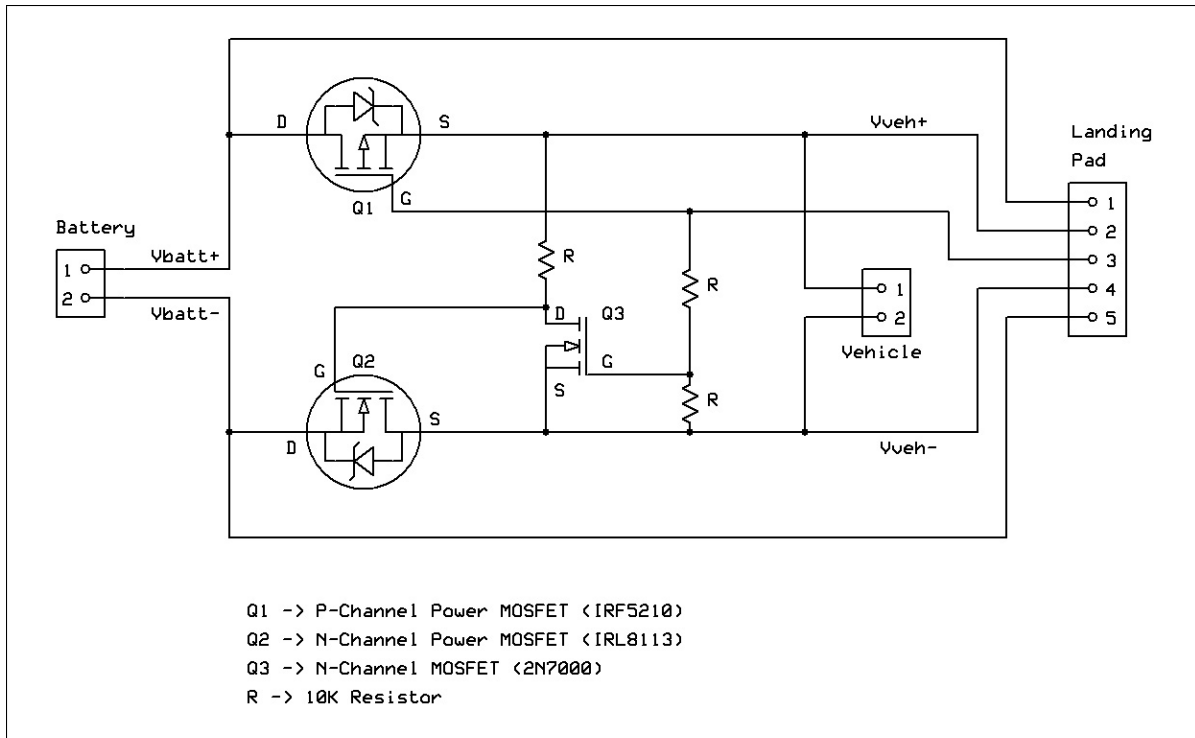 D
S
Vveh+
Landing
Pad
G
Q1
1
Battery
2
R
R
3
Vbatt+
1
4
1
2
D
Q3
2
5
Vbatt-
Vehicle
Q2
G
G
S
R
S
D
Vveh-
Q1 -> P-Channel Power MOSFET (IRF5210)
Q2 -> N-Channel Power MOSFET (IRL8113)
Q3 -> N-Channel MOSFET (2N7000)
R -> 10K Resistor